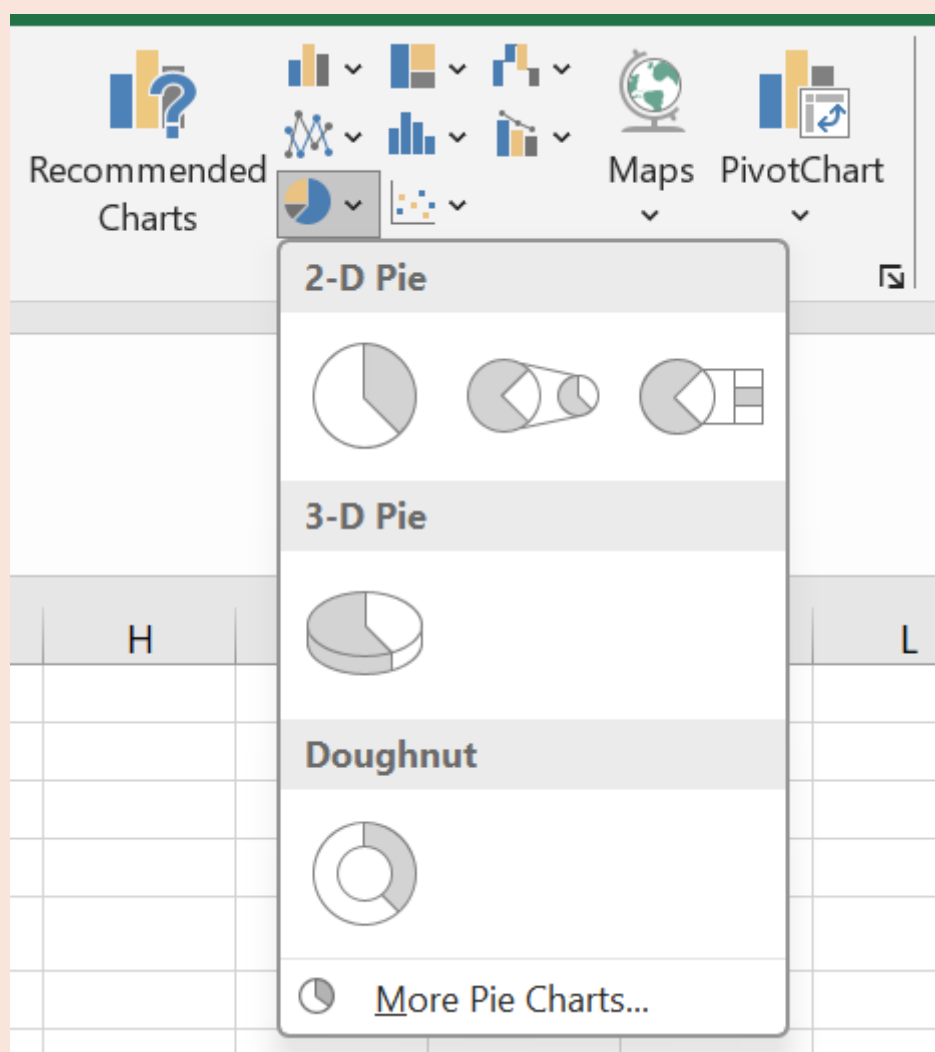 Recommended
Charts
Maps
PivotChart
2-D Pie
3-D Pie
H
L
Doughnut
More Pie Charts...